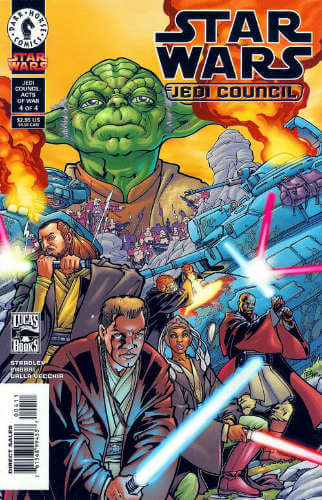 DARK HORSE
COMICS
STAR
WARS
JEDI
COUNCIL
ACTS
OF WAR
4 OF 4
$2.95 US
STAR
WARS
JEDI COUNCIL
LUCAS
BOOKS
STRADLEY
FABBRI
DALLA VECCHIA
00411
DIRECT SALES